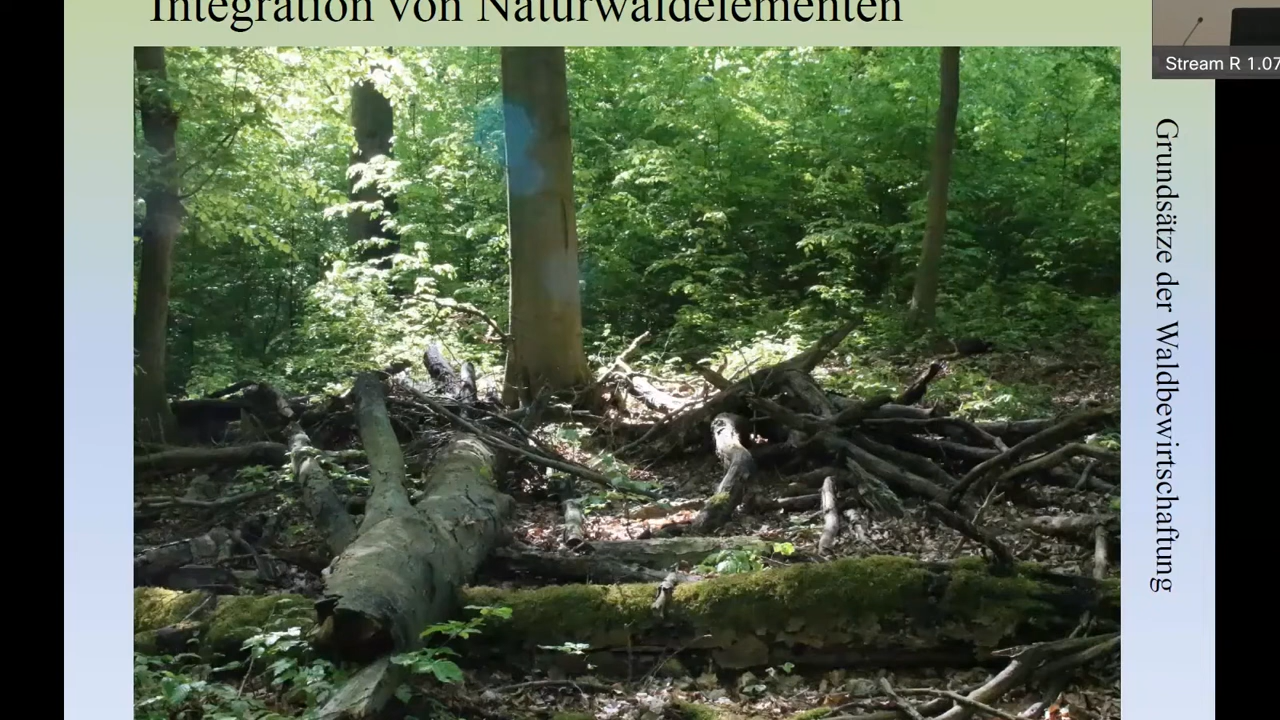 Integration von Naturwaldelementen
Stream R 1.07
Grundsätze der Waldbewirtschaftung